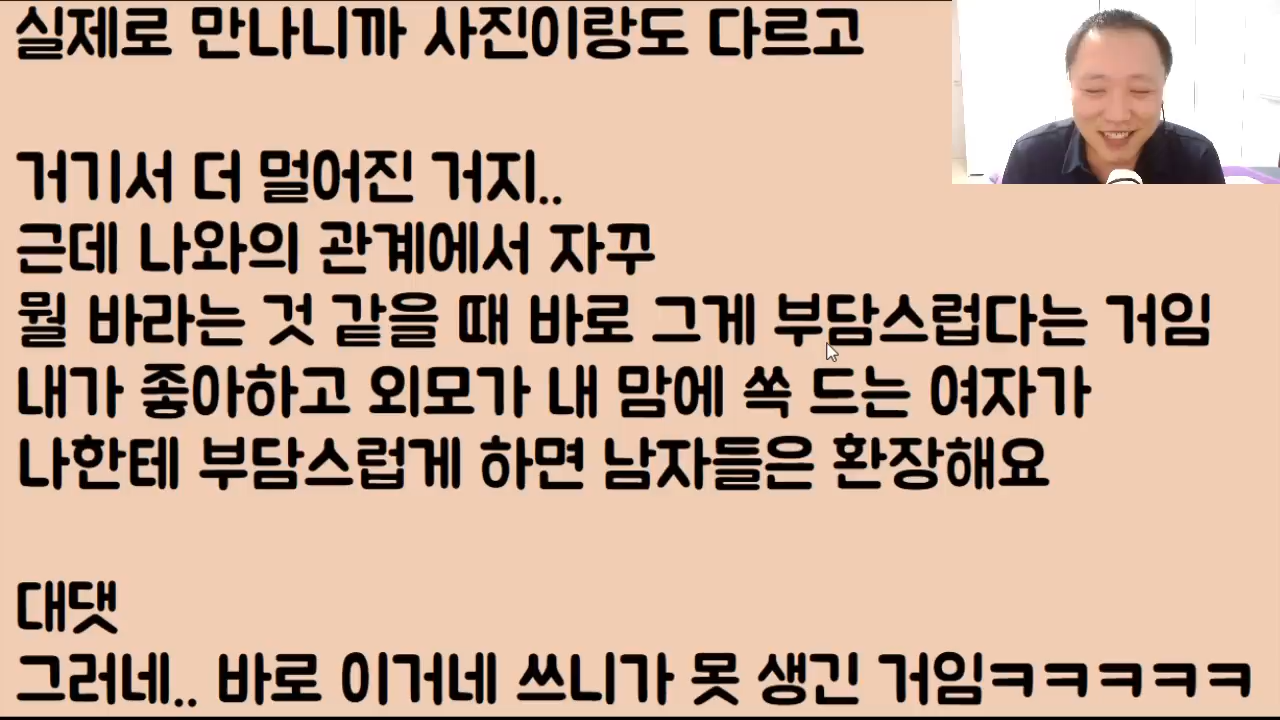 실제로 만나니까 사진이랑도 다르고
거기서 더 멀어진 거지..
근데 나와의 관계에서 자꾸
뭘 바라는 것 같을 때 바로 그게 부담스럽다는 거임
내가 좋아하고 외모가 내 맘에 쏙 드는 여자가
나한테 부담스럽게 하면 남자들은 환장해요
대댓
그러네.. 바로 이거네 쓰니가 못 생긴 거임ㅋㅋㅋㅋㅋ